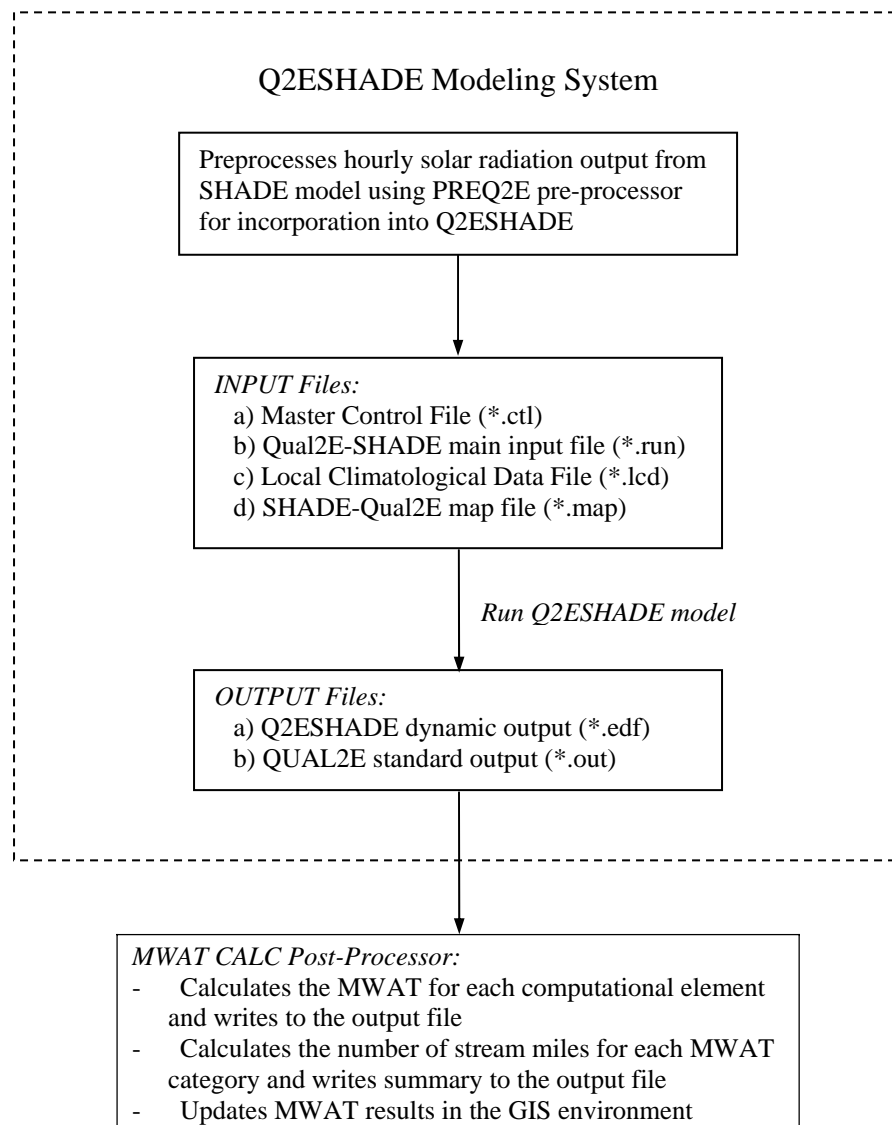 Q2ESHADE Modeling System
Preprocesses hourly solar radiation output from
SHADE model using PREQ2E pre-processor
for incorporation into Q2ESHADE
INPUT Files:
a) Master Control File (*.ctl)
b) Qual2E-SHADE main input file (*.run)
c) Local Climatological Data File (*.lcd)
d) SHADE-Qual2E map file (*.map)
Run Q2ESHADE model
OUTPUT Files:
a) Q2ESHADE dynamic output (*.edf)
b) QUAL2E standard output (*.out)
MWAT CALC Post-Processor:
- Calculates the MWAT for each computational element
and writes to the output file
- Calculates the number of stream miles for each MWAT
category and writes summary to the output file
- Updates MWAT results in the GIS environment